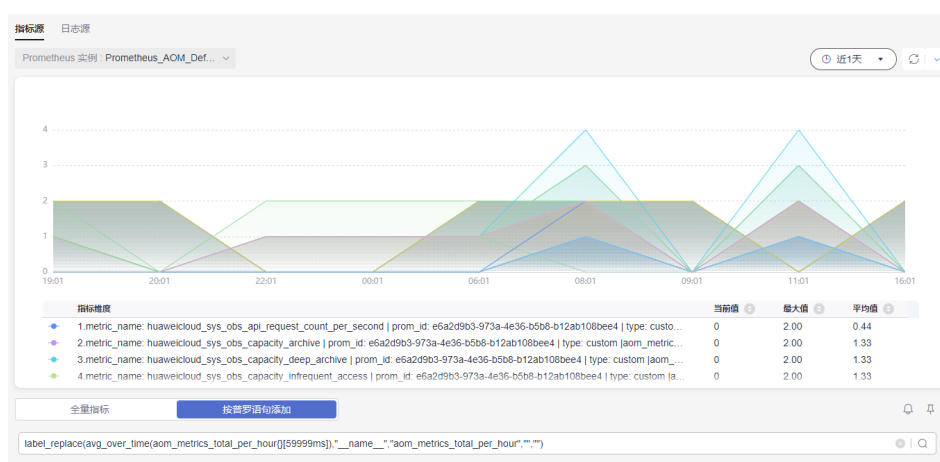 指标源 日志源
Prometheus 实例 : Prometheus_AOM_Def...
近1天
4
3
2
1
0
19:01 20:01 22:01 00:01 06:01 08:01 09:01 11:01 16:01
指标维度 当前值 最大值 平均值
1.metric_name: huaweicloud_sys_obs_api_request_count_per_second | prom_id: e6a2d9b3-973a-4e36-b5b8-b12ab108bee4 | type: custo... 0 2.00 0.44
2.metric_name: huaweicloud_sys_obs_capacity_archive | prom_id: e6a2d9b3-973a-4e36-b5b8-b12ab108bee4 | type: custom |aom_metric... 0 2.00 1.33
3.metric_name: huaweicloud_sys_obs_capacity_deep_archive | prom_id: e6a2d9b3-973a-4e36-b5b8-b12ab108bee4 | type: custom |aom_... 0 2.00 1.33
4.metric_name: huaweicloud_sys_obs_capacity_infrequent_access | prom_id: e6a2d9b3-973a-4e36-b5b8-b12ab108bee4 | type: custom |a... 0 2.00 1.33
全量指标 按普罗语句添加
label_replace(avg_over_time(aom_metrics_total_per_hour{}[59999ms]),"__name__","aom_metrics_total_per_hour","","")